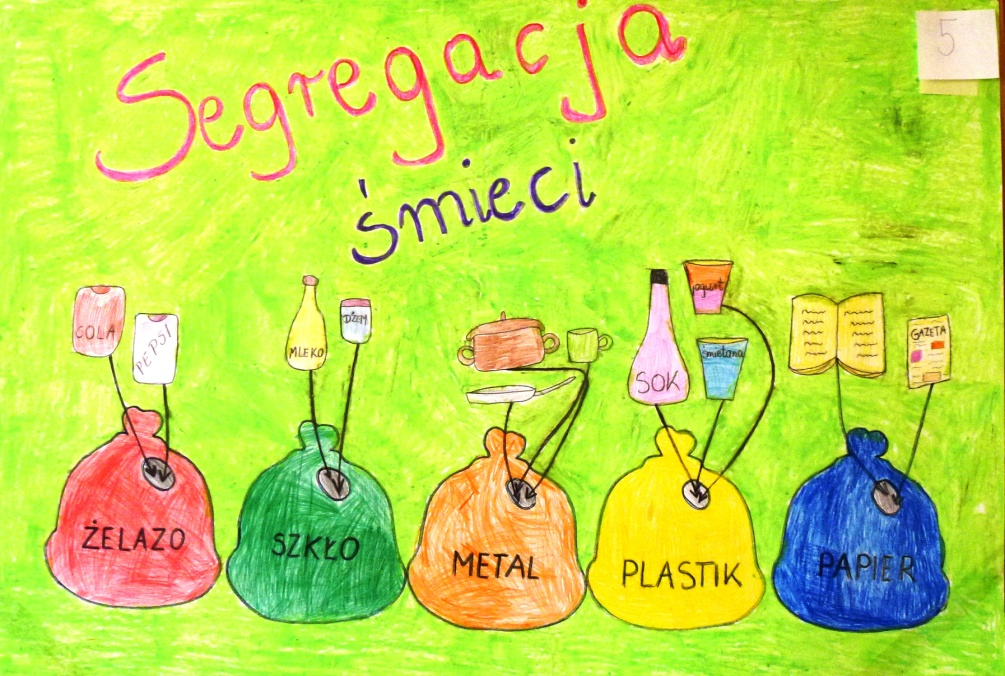 Segregacja
śmieci
5
COLA
PEPSI
MLEKO
DŻEM
SOK
jogurt
śmietana
GAZETA
ŻELAZO
SZKŁO
METAL
PLASTIK
PAPIER